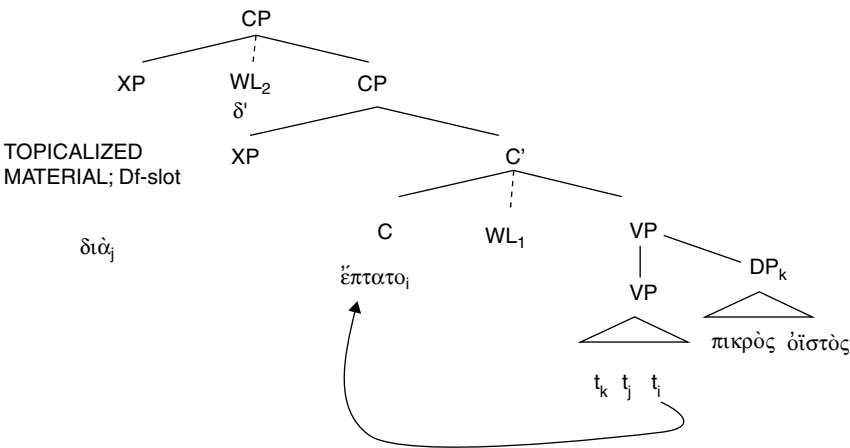 CP
XP WL₂ CP
δ'
TOPICALIZED XP C'
MATERIAL; Df-slot
C WL₁ VP
διὰⱼ
DPₖ
ἔπτατοᵢ VP
πικρὸς ὀϊστὸς
tₖ tⱼ tᵢ